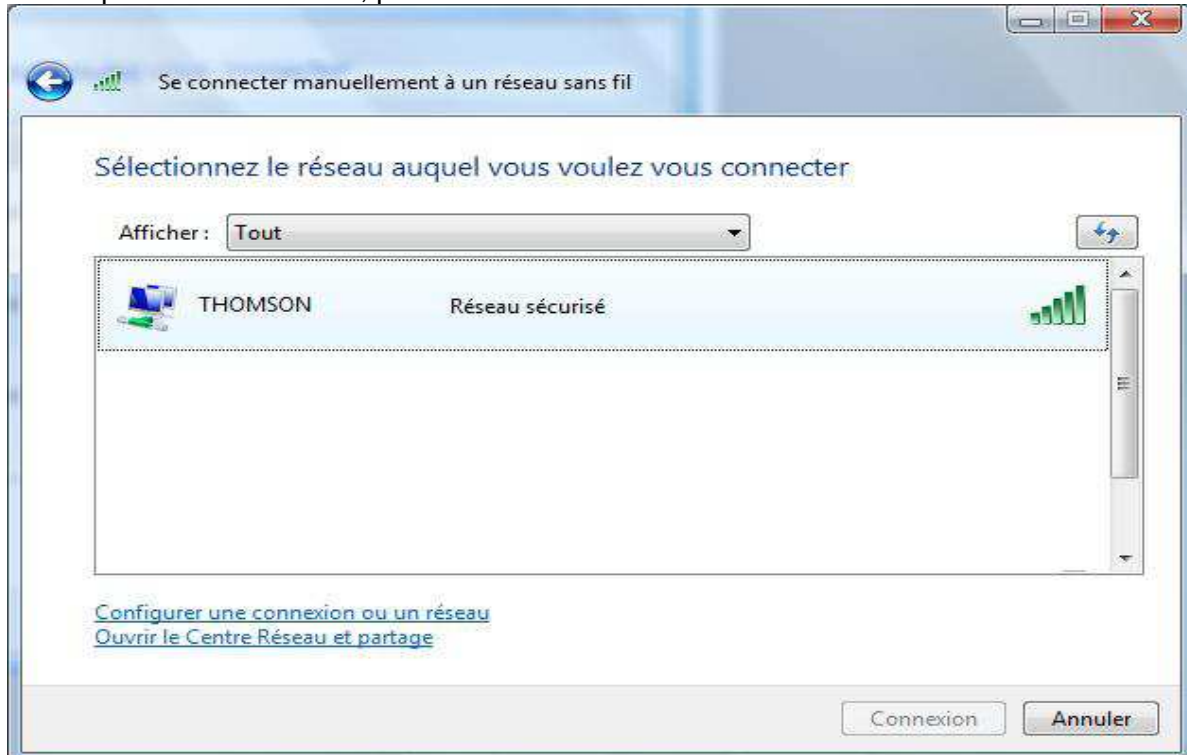 Se connecter manuellement à un réseau sans fil
Sélectionnez le réseau auquel vous voulez vous connecter
Afficher : Tout
THOMSON Réseau sécurisé
Configurer une connexion ou un réseau
Ouvrir le Centre Réseau et partage
Connexion Annuler